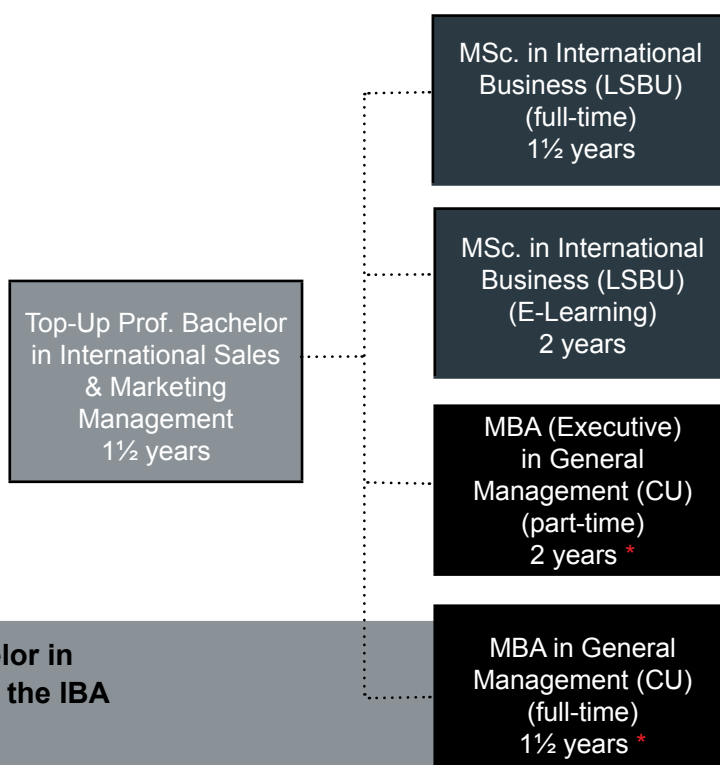 MSc. in International
Business (LSBU)
(full-time)
1½ years
MSc. in International
Business (LSBU)
(E-Learning)
2 years
Top-Up Prof. Bachelor
in International Sales
& Marketing
Management
1½ years
MBA (Executive)
in General
Management (CU)
(part-time)
2 years *
MBA in General
Management (CU)
(full-time)
1½ years *
in
the IBA